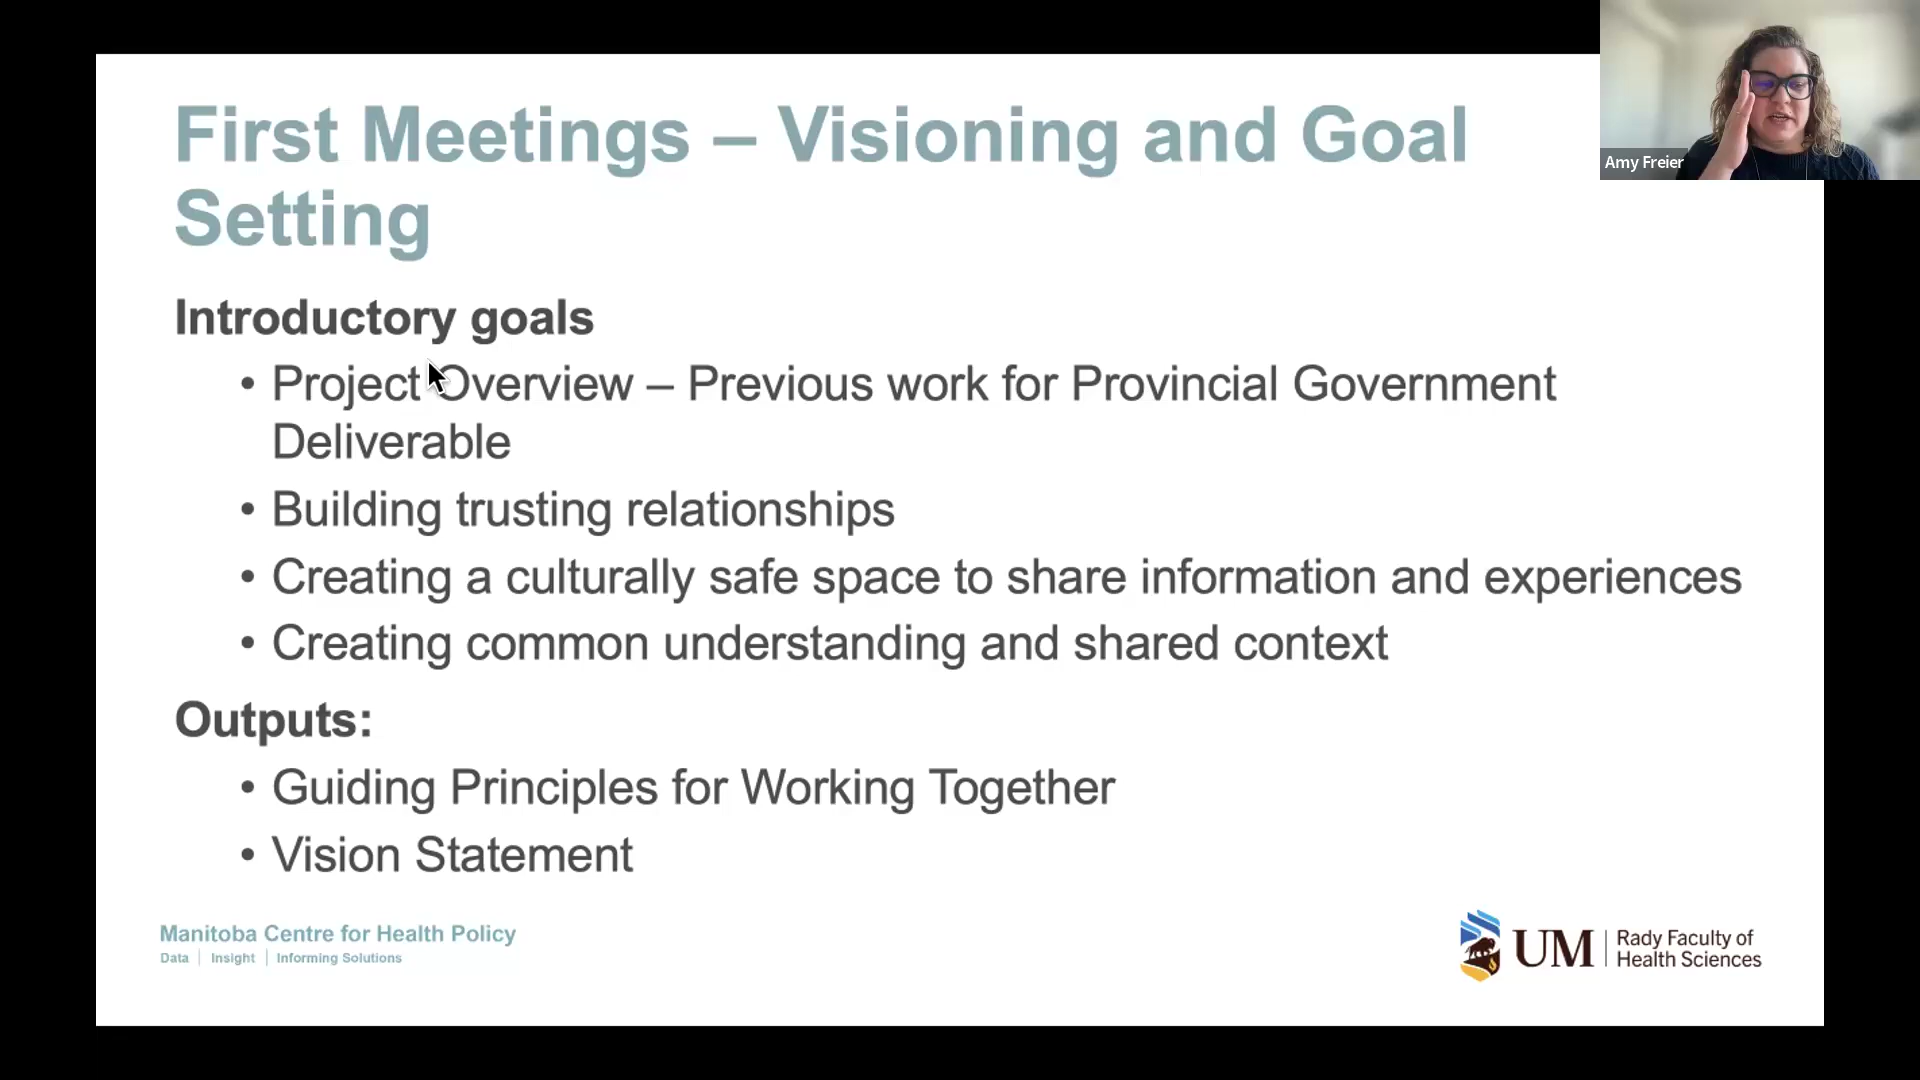 First Meetings – Visioning and Goal
Setting
Amy Freier
Introductory goals
• Project Overview – Previous work for Provincial Government
Deliverable
• Building trusting relationships
• Creating a culturally safe space to share information and experiences
• Creating common understanding and shared context
Outputs:
• Guiding Principles for Working Together
• Vision Statement
Manitoba Centre for Health Policy
Data | Insight | Informing Solutions
UM | Rady Faculty of
Health Sciences